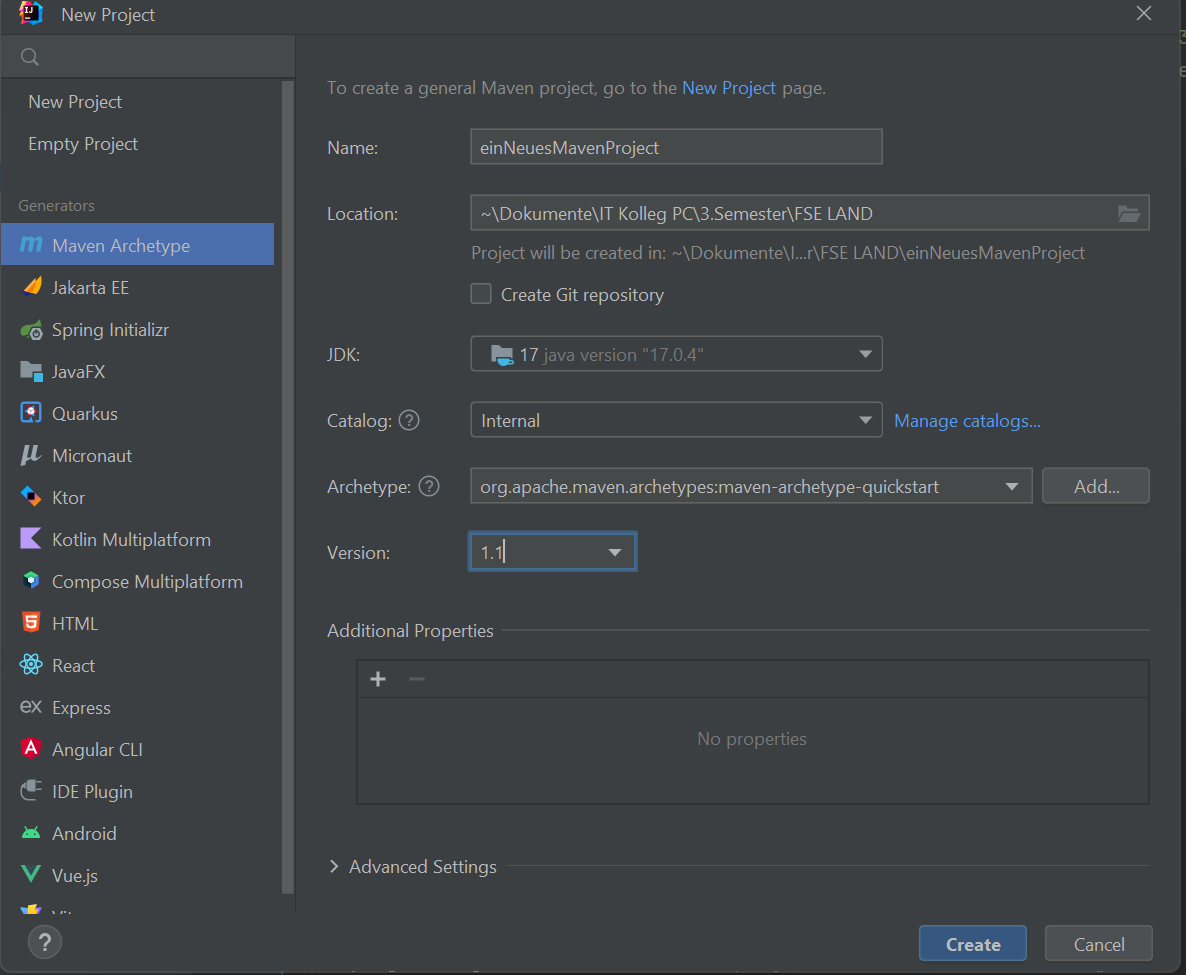 New Project
New Project
Empty Project
Generators
Maven Archetype
Jakarta EE
Spring Initializr
JavaFX
Quarkus
Micronaut
Ktor
Kotlin Multiplatform
Compose Multiplatform
HTML
React
Express
Angular CLI
IDE Plugin
Android
Vue.js
To create a general Maven project, go to the New Project page.
Name: einNeuesMavenProject
Location: ~\Dokumente\IT Kolleg PC\3.Semester\FSE LAND
Project will be created in: ~\Dokumente\I...r\FSE LAND\einNeuesMavenProject
Create Git repository
JDK: 17 java version "17.0.4"
Catalog: ? Internal Manage catalogs...
Archetype: ? org.apache.maven.archetypes:maven-archetype-quickstart Add...
Version: 1.1
Additional Properties
No properties
Advanced Settings
? Create Cancel